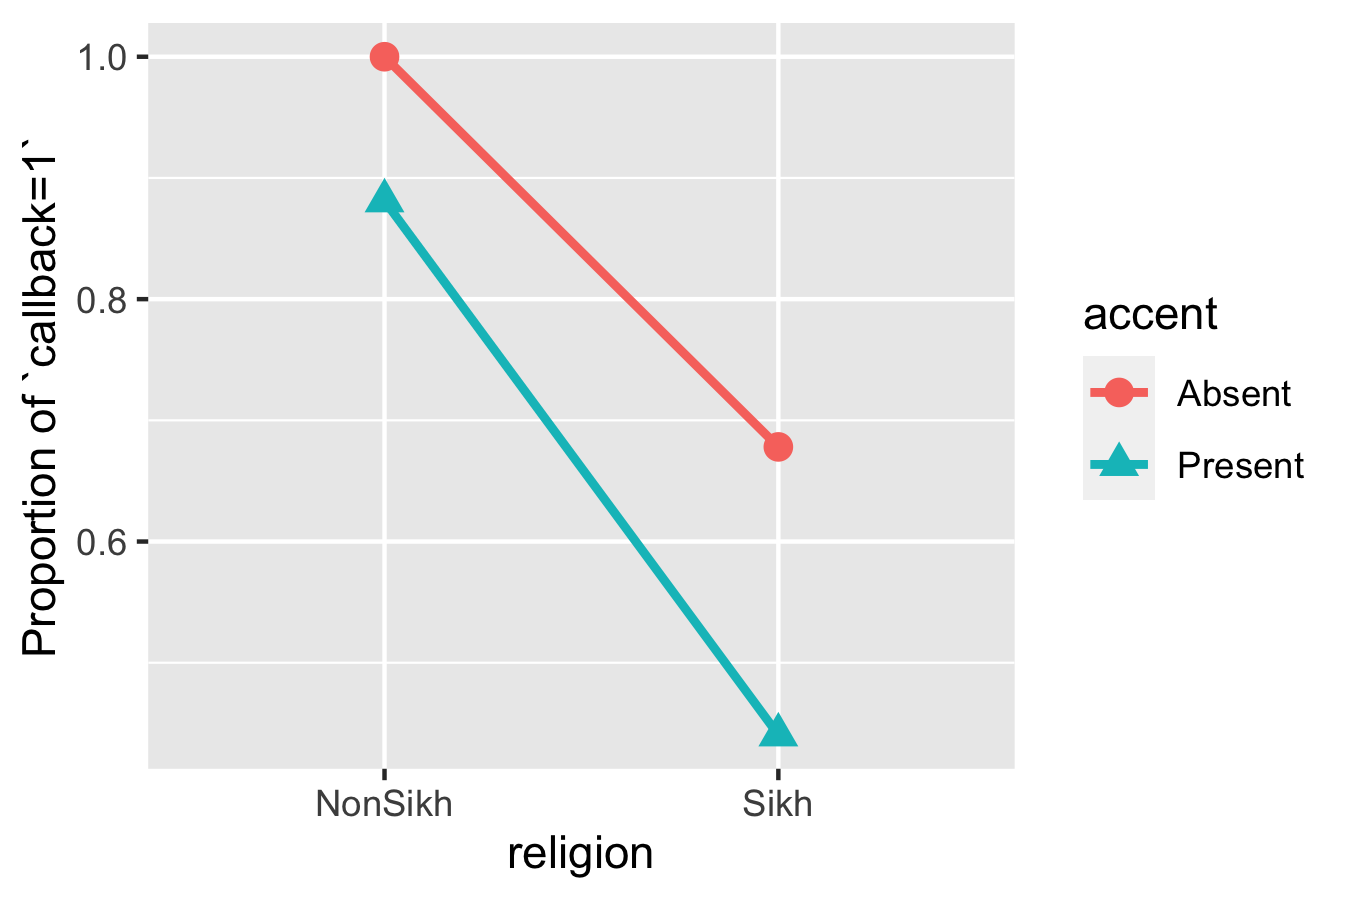 1.0
0.8
0.6
Proportion of `callback=1`
NonSikh
Sikh
religion
accent
Absent
Present